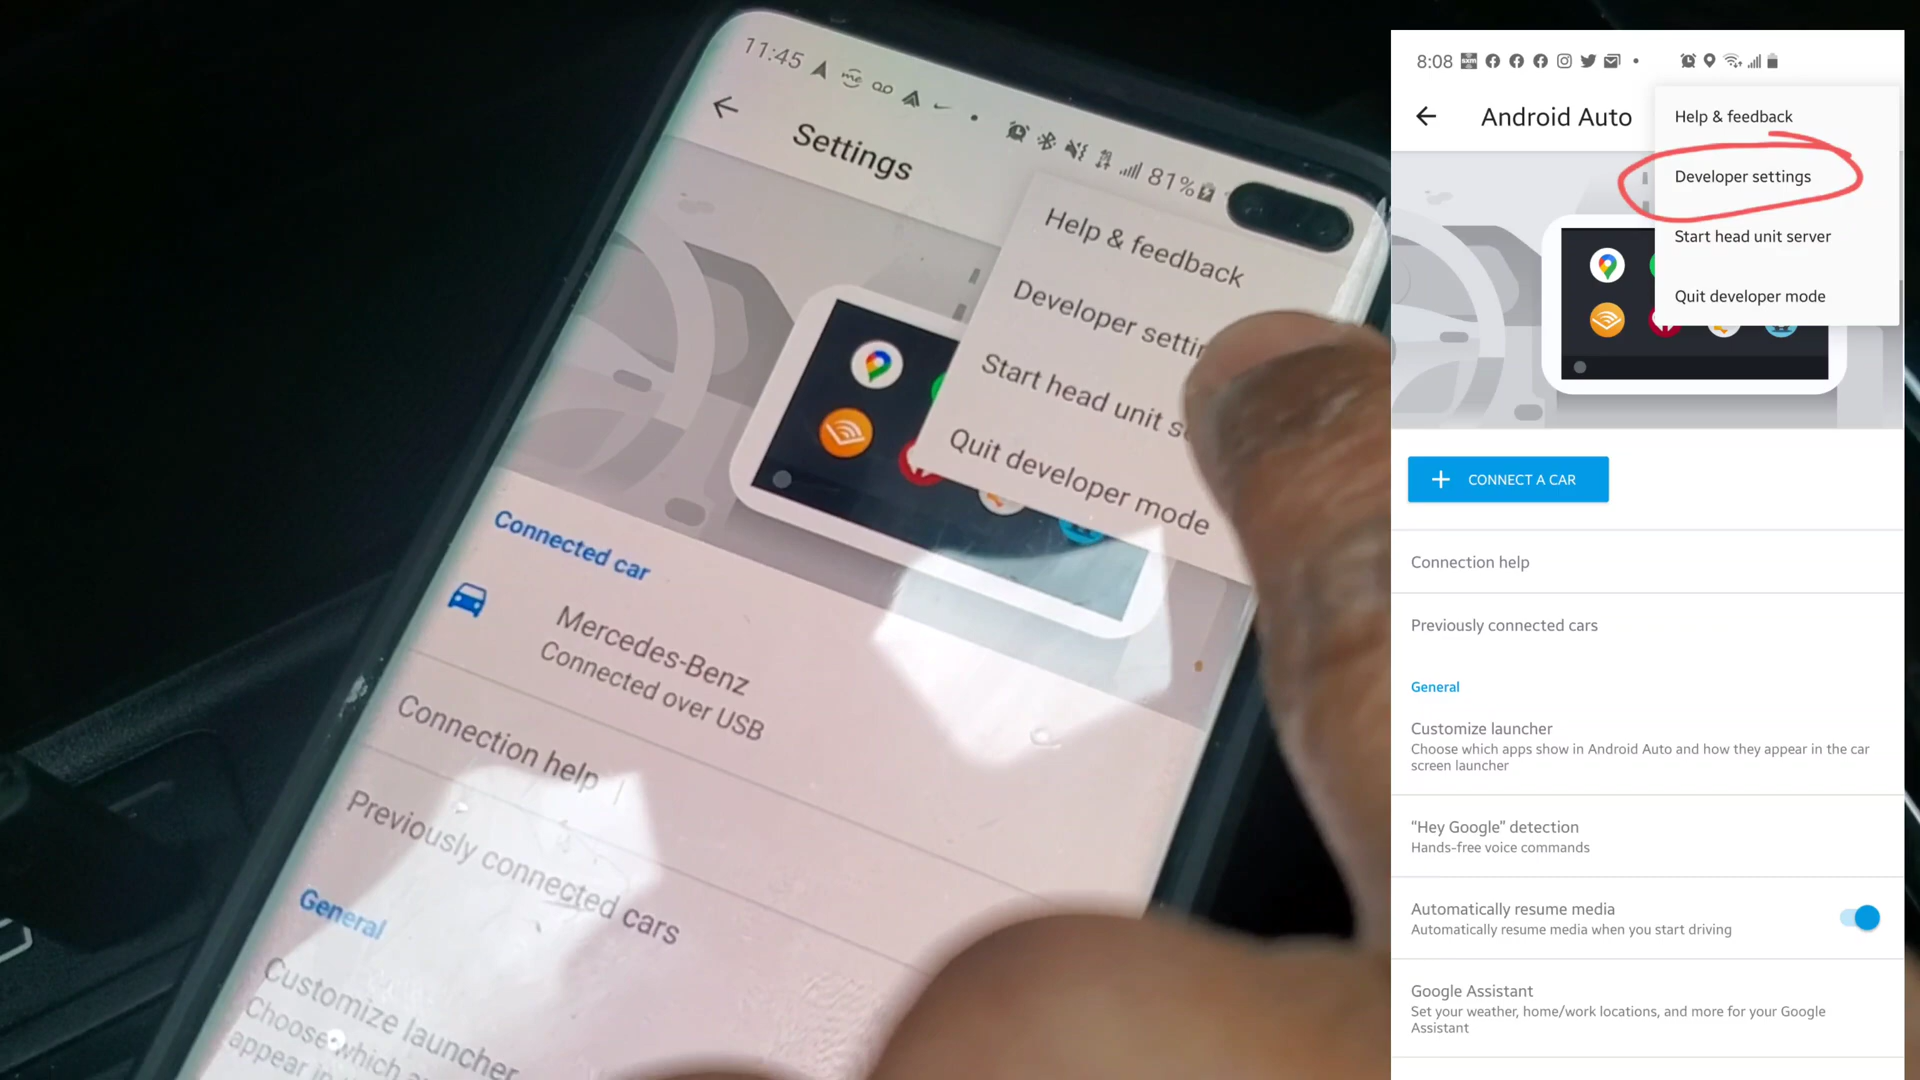 11:45
81%
Settings
Help & feedback
Developer settin
Start head unit s
Quit developer mode
Connected car
Mercedes-Benz
Connected over USB
Connection help
Previously connected cars
General
Customize launcher
Choose which a
appear in
8:08
Android Auto
Help & feedback
Developer settings
Start head unit server
Quit developer mode
CONNECT A CAR
Connection help
Previously connected cars
General
Customize launcher
Choose which apps show in Android Auto and how they appear in the car
screen launcher
"Hey Google" detection
Hands-free voice commands
Automatically resume media
Automatically resume media when you start driving
Google Assistant
Set your weather, home/work locations, and more for your Google
Assistant